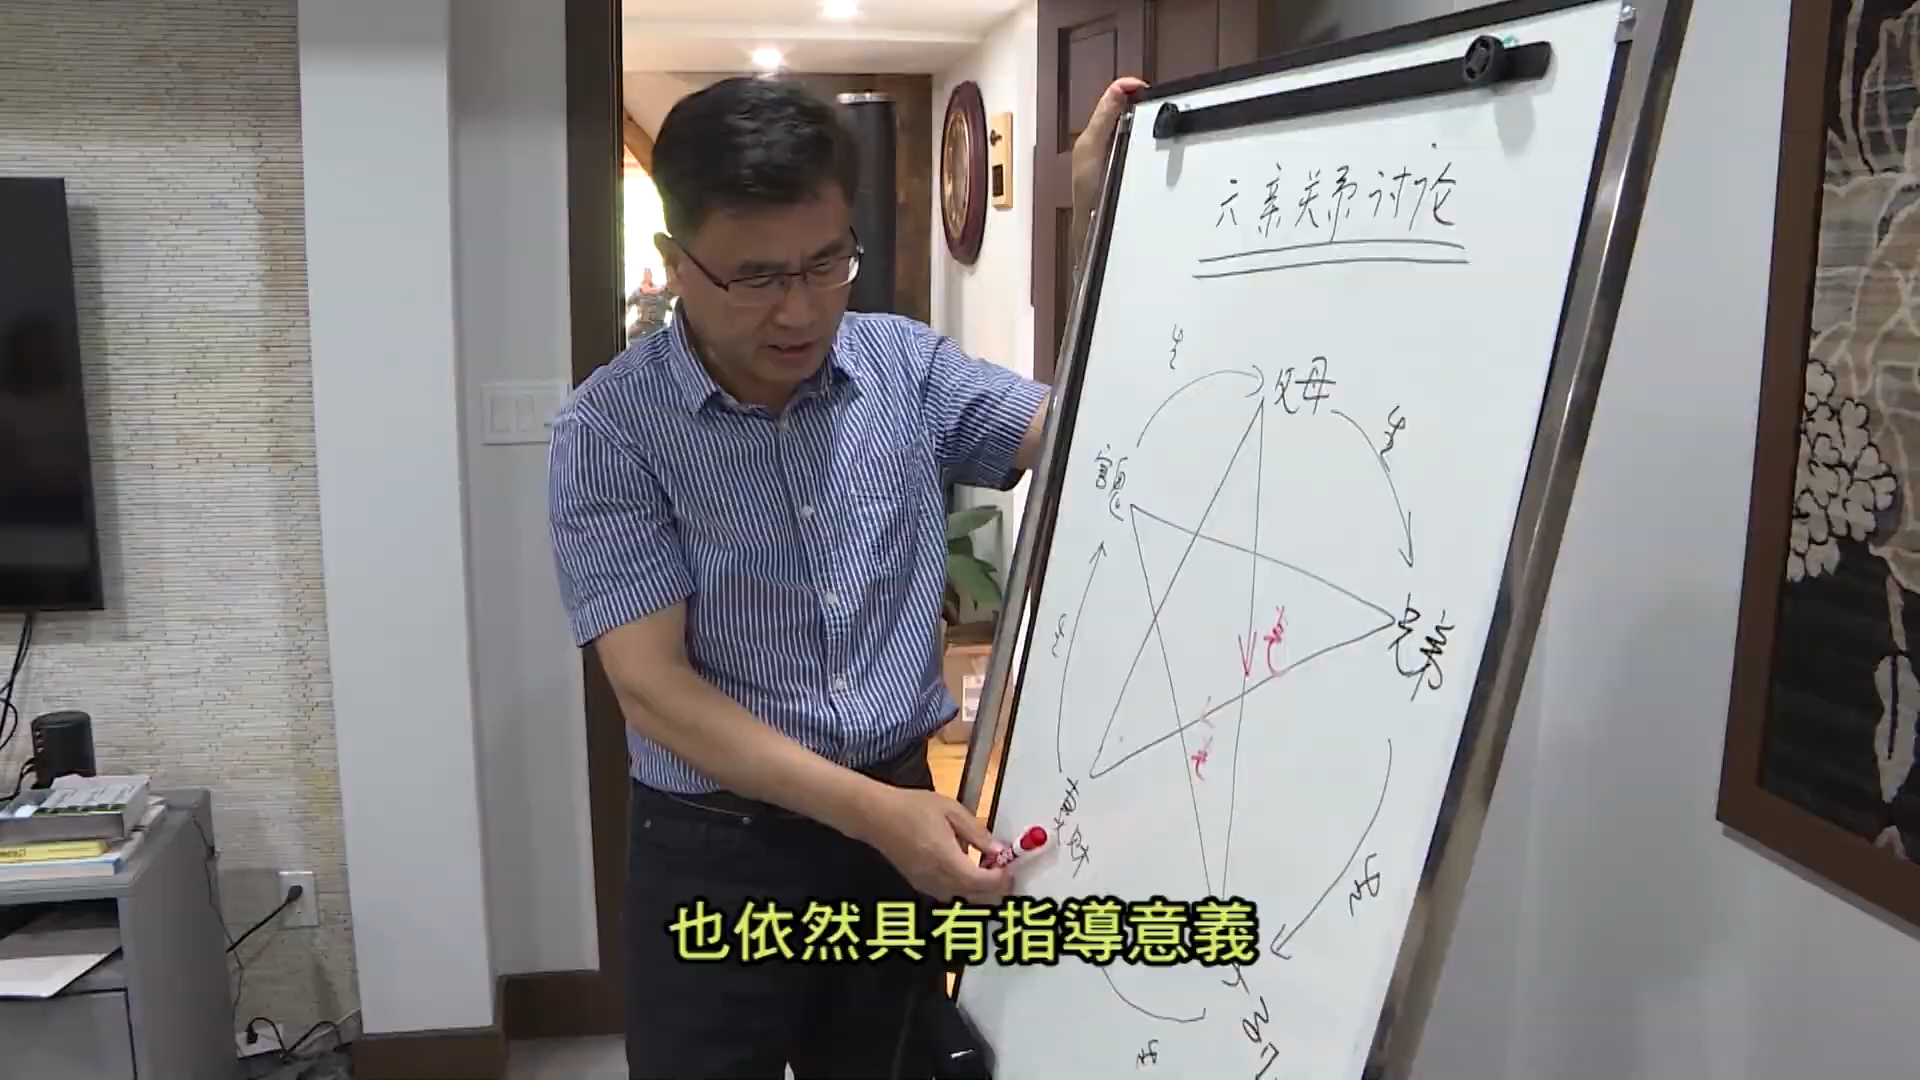 六亲关系讨论
生
父母
生
官鬼
生
克
兄弟
克
妻财
生
也依然具有指導意義
子
生